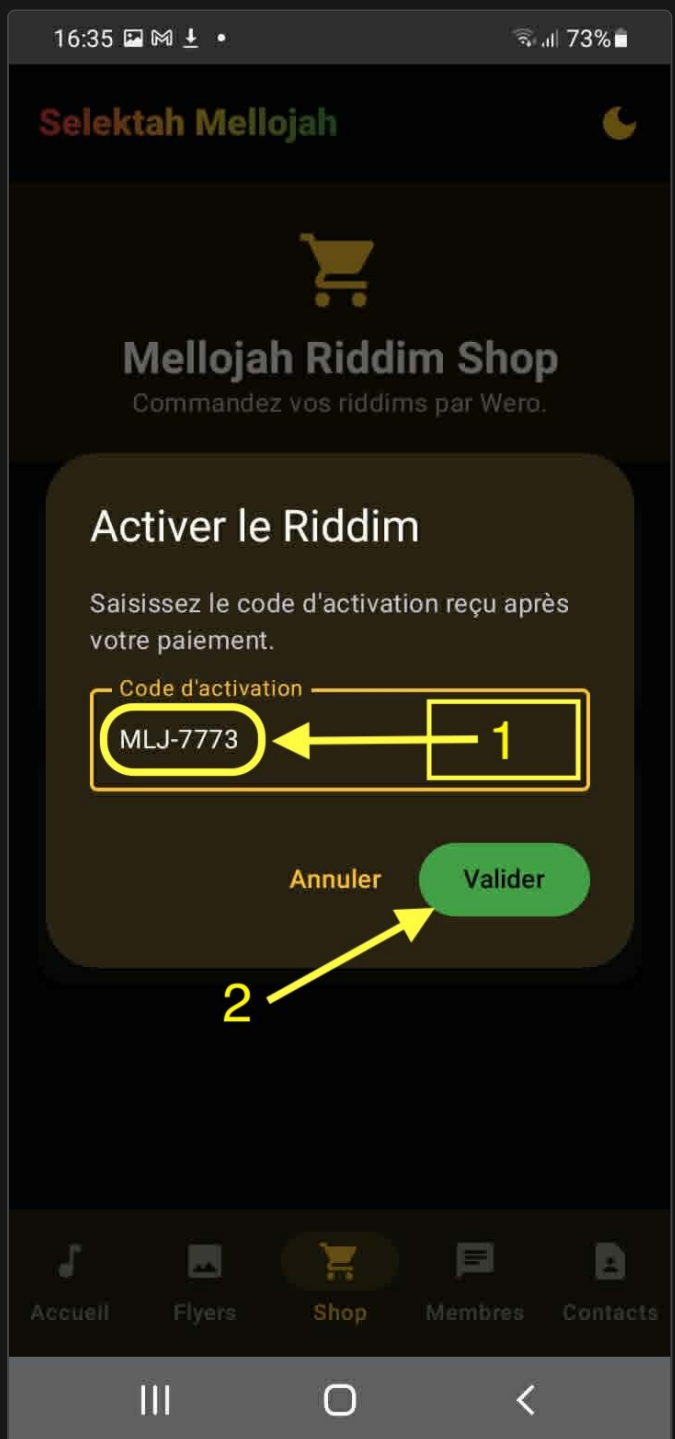 16:35
73%
Selektah Mellojah
Mellojah Riddim Shop
Commandez vos riddims par Wero.
Activer le Riddim
Saisissez le code d'activation reçu après
votre paiement.
Code d'activation
MLJ-7773
1
Annuler
Valider
2
Accueil
Flyers
Shop
Membres
Contacts